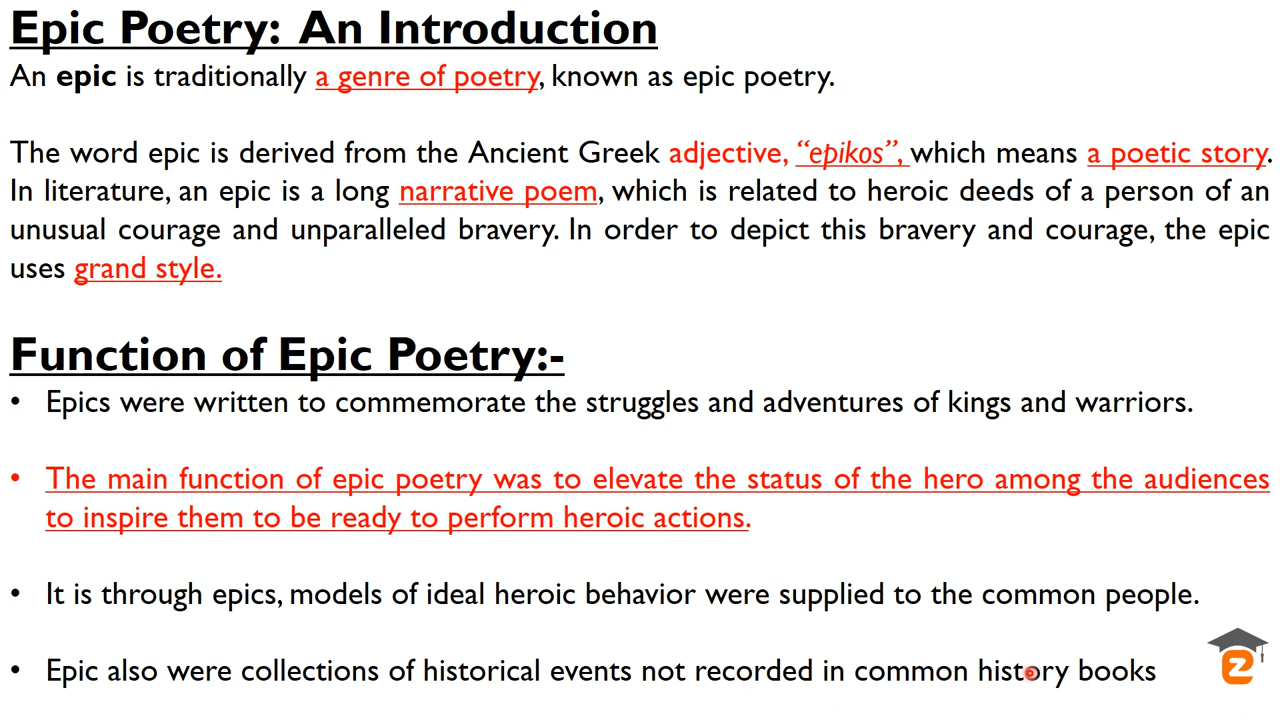 Epic Poetry: An Introduction
An epic is traditionally a genre of poetry, known as epic poetry.
The word epic is derived from the Ancient Greek adjective, “epikos”, which means a poetic story.
In literature, an epic is a long narrative poem, which is related to heroic deeds of a person of an
unusual courage and unparalleled bravery. In order to depict this bravery and courage, the epic
uses grand style.
Function of Epic Poetry:-
• Epics were written to commemorate the struggles and adventures of kings and warriors.
• The main function of epic poetry was to elevate the status of the hero among the audiences
to inspire them to be ready to perform heroic actions.
• It is through epics, models of ideal heroic behavior were supplied to the common people.
• Epic also were collections of historical events not recorded in common history books